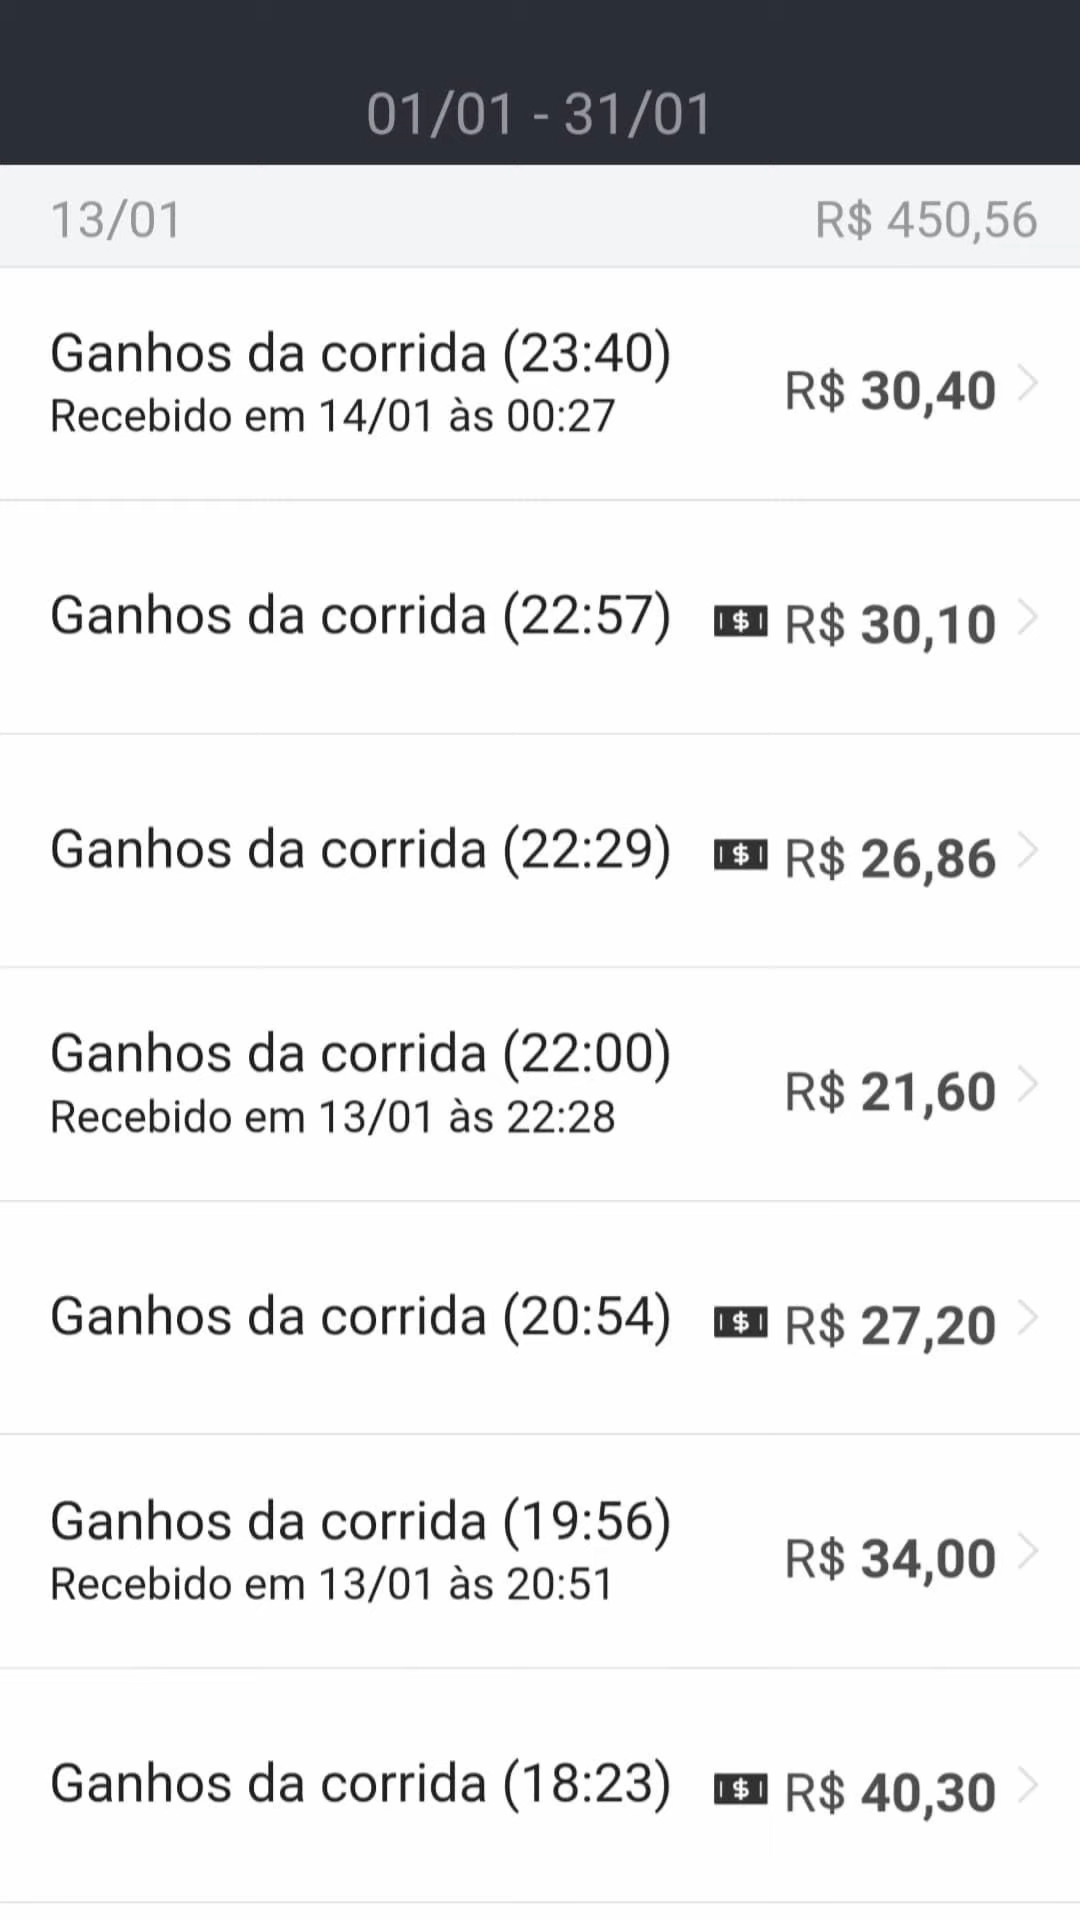 01/01 - 31/01
13/01 R$ 450,56
Ganhos da corrida (23:40)
Recebido em 14/01 às 00:27
R$ 30,40
Ganhos da corrida (22:57) $ R$ 30,10
Ganhos da corrida (22:29) $ R$ 26,86
Ganhos da corrida (22:00)
Recebido em 13/01 às 22:28
R$ 21,60
Ganhos da corrida (20:54) $ R$ 27,20
Ganhos da corrida (19:56)
Recebido em 13/01 às 20:51
R$ 34,00
Ganhos da corrida (18:23) $ R$ 40,30